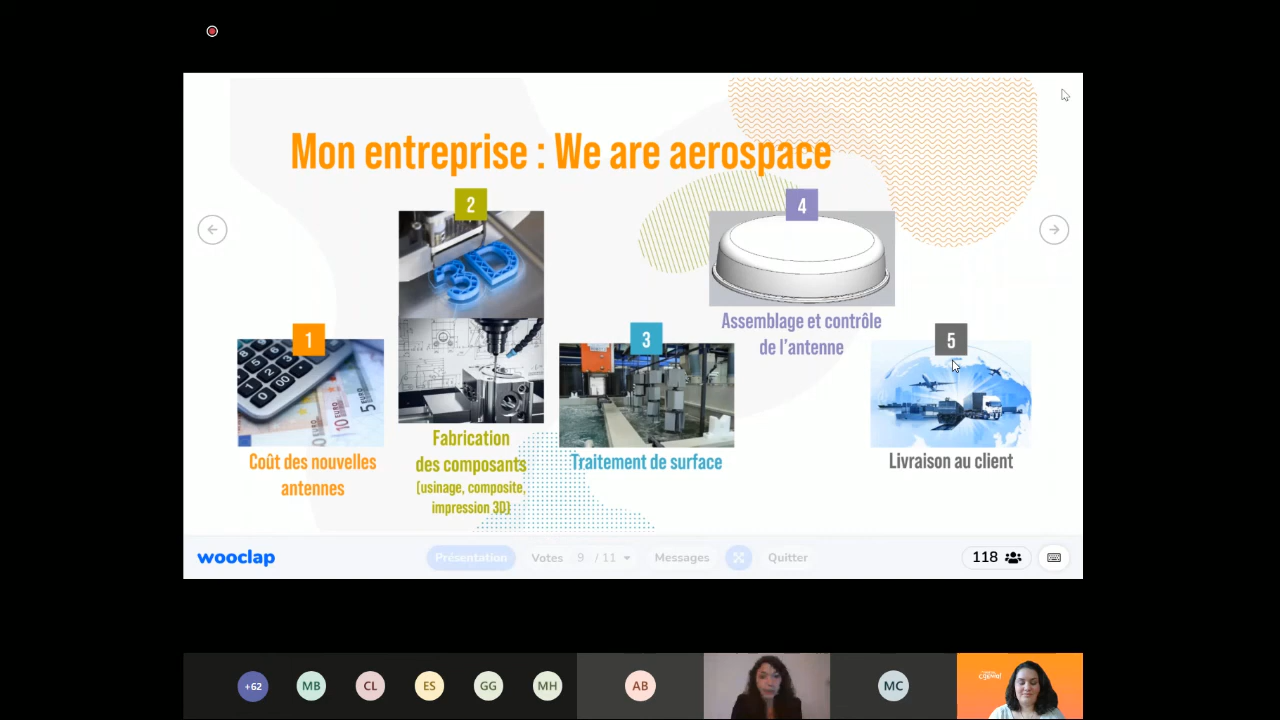 Mon entreprise : We are aerospace
1
Coût des nouvelles
antennes
2
3D
Fabrication
des composants
(usinage, composite,
impression 3D)
3
Traitement de surface
4
Assemblage et contrôle
de l'antenne
5
Livraison au client
wooclap
Présentation
Votes 9 / 11
Messages
Quitter
118
+62
MB
CL
ES
GG
MH
AB
MC